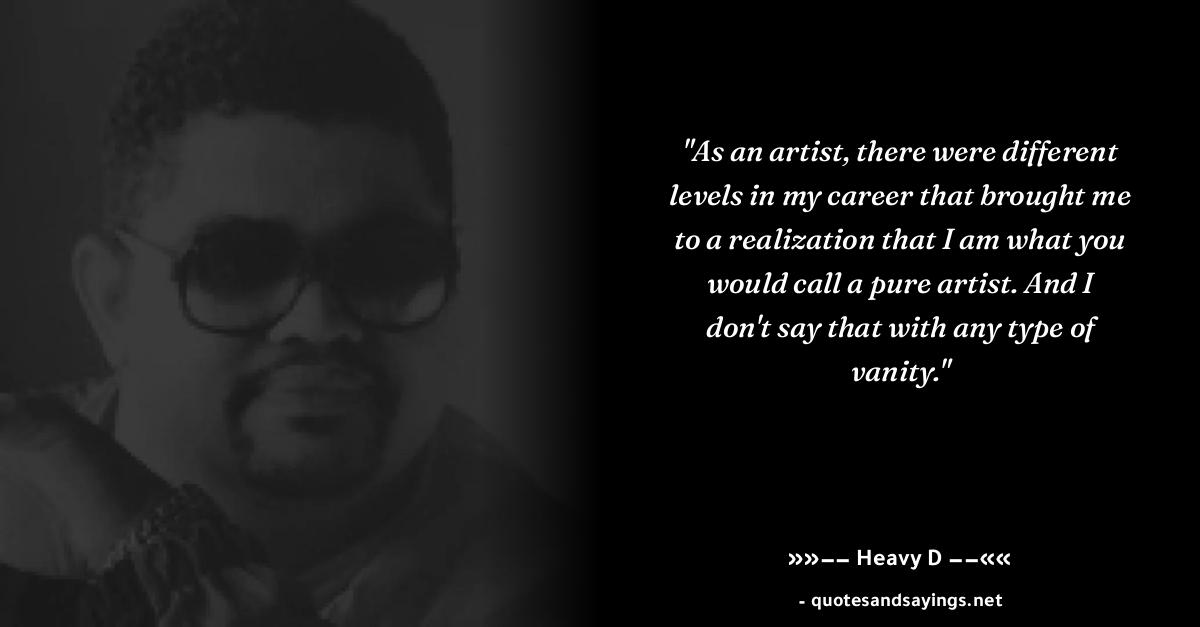 "As an artist, there were different
levels in my career that brought me
to a realization that I am what you
would call a pure artist. And I
don't say that with any type of
vanity."
»»−− Heavy D −−««
- quotesandsayings.net